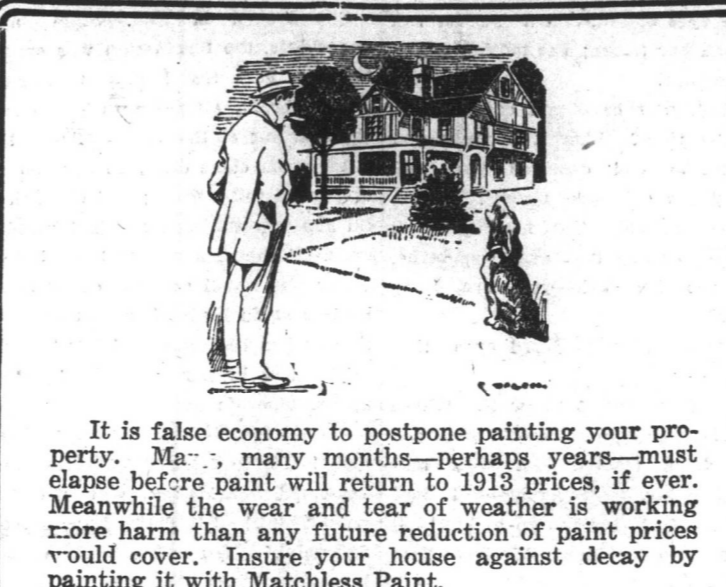 It is false economy to postpone painting your pro-
perty. many months—perhaps years—must
elapse before paint will return to 1913 prices, if ever.
Meanwhile the wear and tear of weather is working
more harm than any future reduction of paint prices
would cover. Insure your house against decay by
painting it with Matchless Paint.